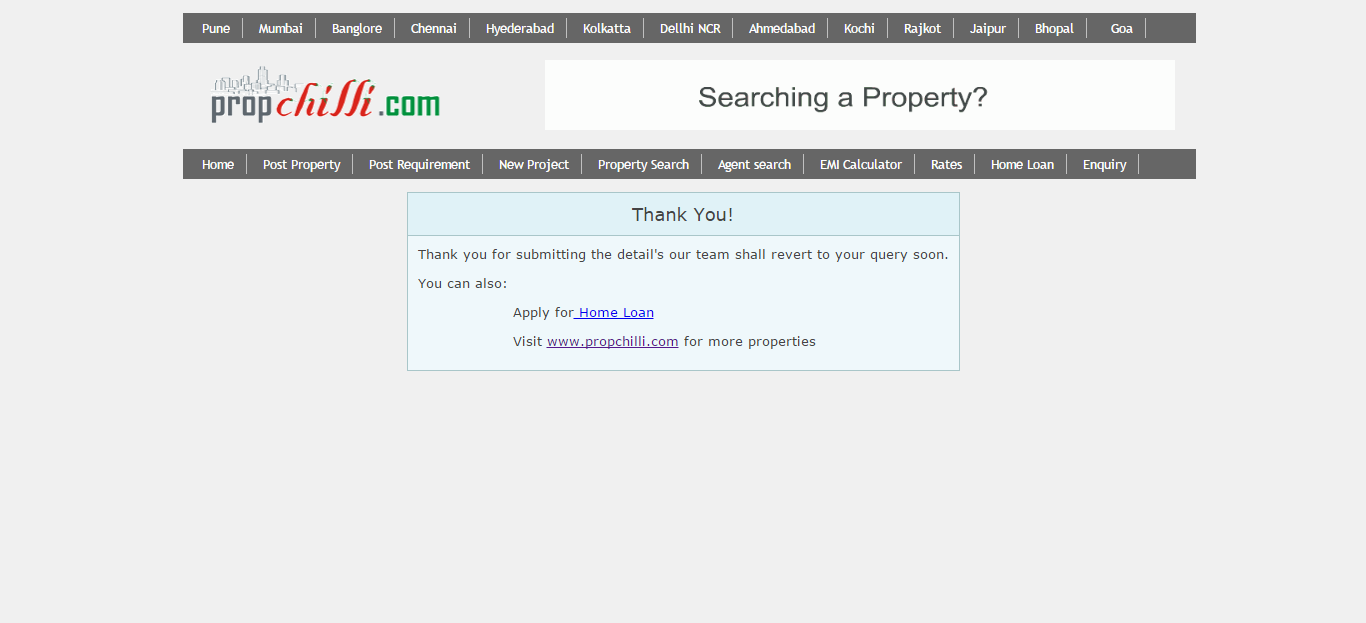 Pune Mumbai Banglore Chennai Hyederabad Kolkatta Dellhi NCR Ahmedabad Kochi Rajkot Jaipur Bhopal Goa
propchilli.com
Searching a Property?
Home Post Property Post Requirement New Project Property Search Agent search EMI Calculator Rates Home Loan Enquiry
Thank You!
Thank you for submitting the detail's our team shall revert to your query soon.
You can also:
Apply for Home Loan
Visit www.propchilli.com for more properties